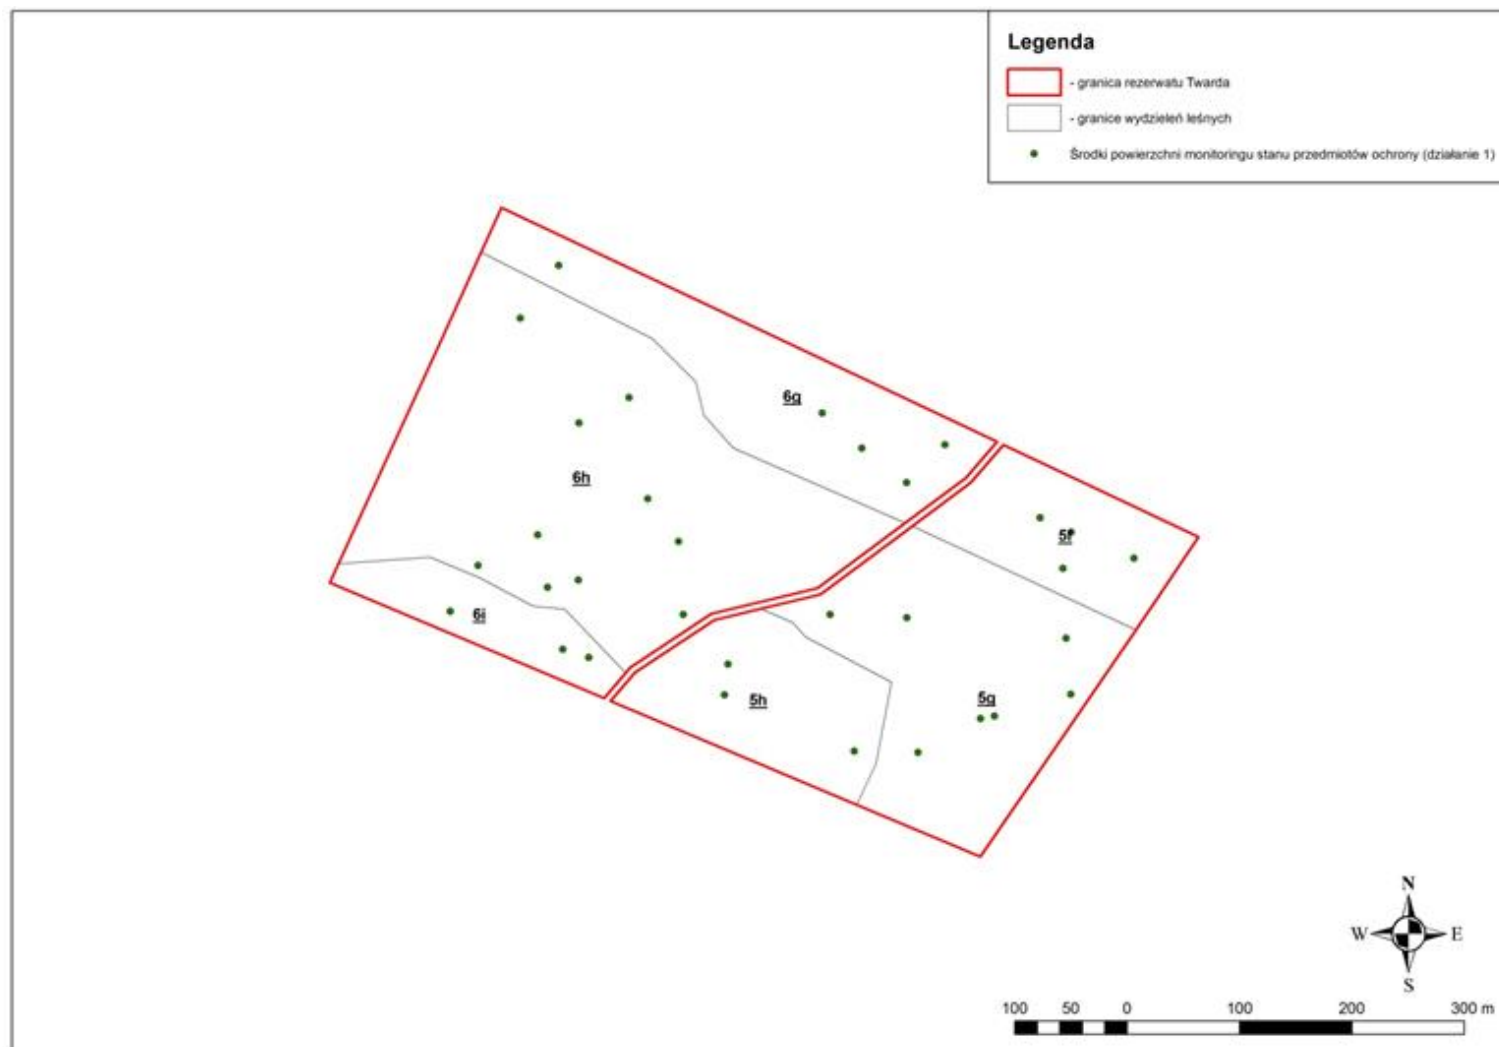 Legenda
- granica rezerwatu Twarda
- granice wydzieleń leśnych
Środki powierzchni monitoringu stanu przedmiotów ochrony (działanie 1)
6g
6h
5f
6i
5h
5g
N
W E
S
100 50 0 100 200 300 m